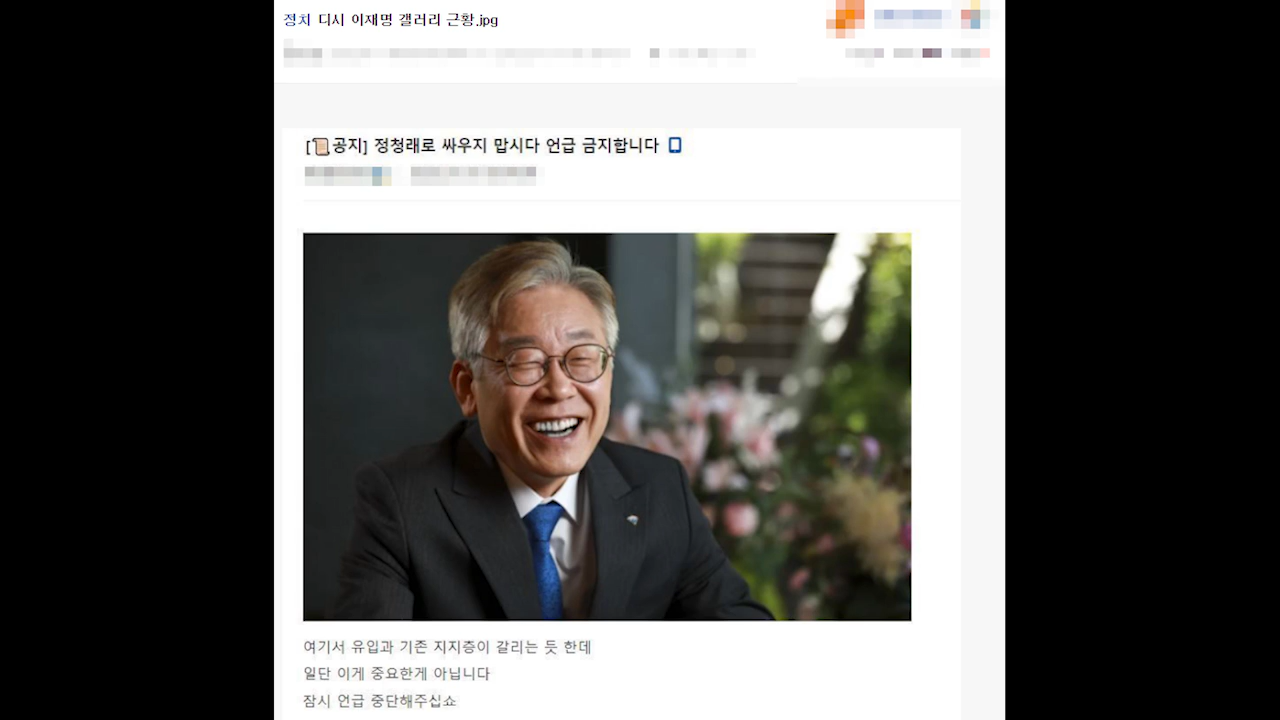 정치 디시 이재명 갤러리 근황.jpg
[📜공지] 정청래로 싸우지 맙시다 언급 금지합니다
여기서 유입과 기존 지지층이 갈리는 듯 한데
일단 이게 중요한게 아닙니다
잠시 언급 중단해주십쇼